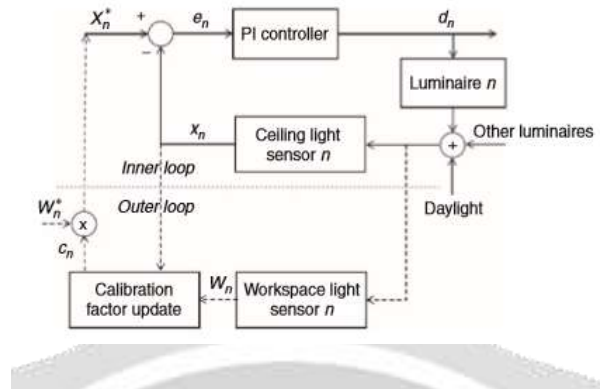 X*n
+
en
PI controller
dn
−
Luminaire n
xn
Ceiling light
sensor n
+
Other luminaires
Inner loop
Outer loop
Daylight
W*n
x
cn
Calibration
factor update
Wn
Workspace light
sensor n